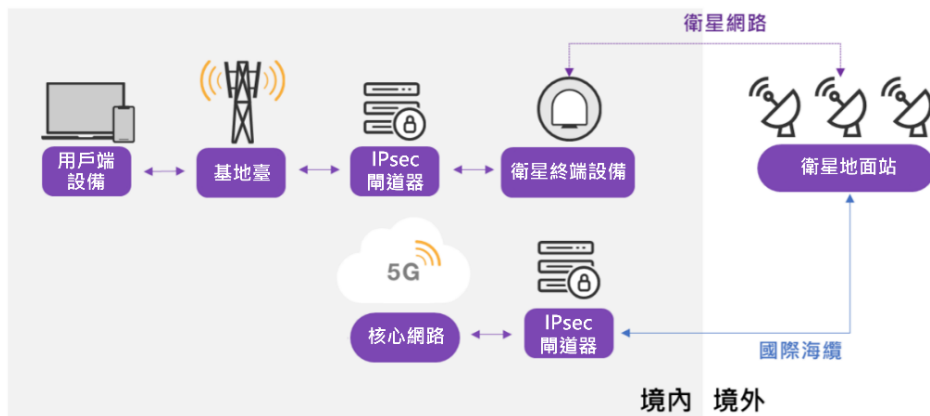 衛星網路
用戶端
設備
基地臺
IPsec
閘道器
衛星終端設備
衛星地面站
5G
核心網路
IPsec
閘道器
國際海纜
境內
境外